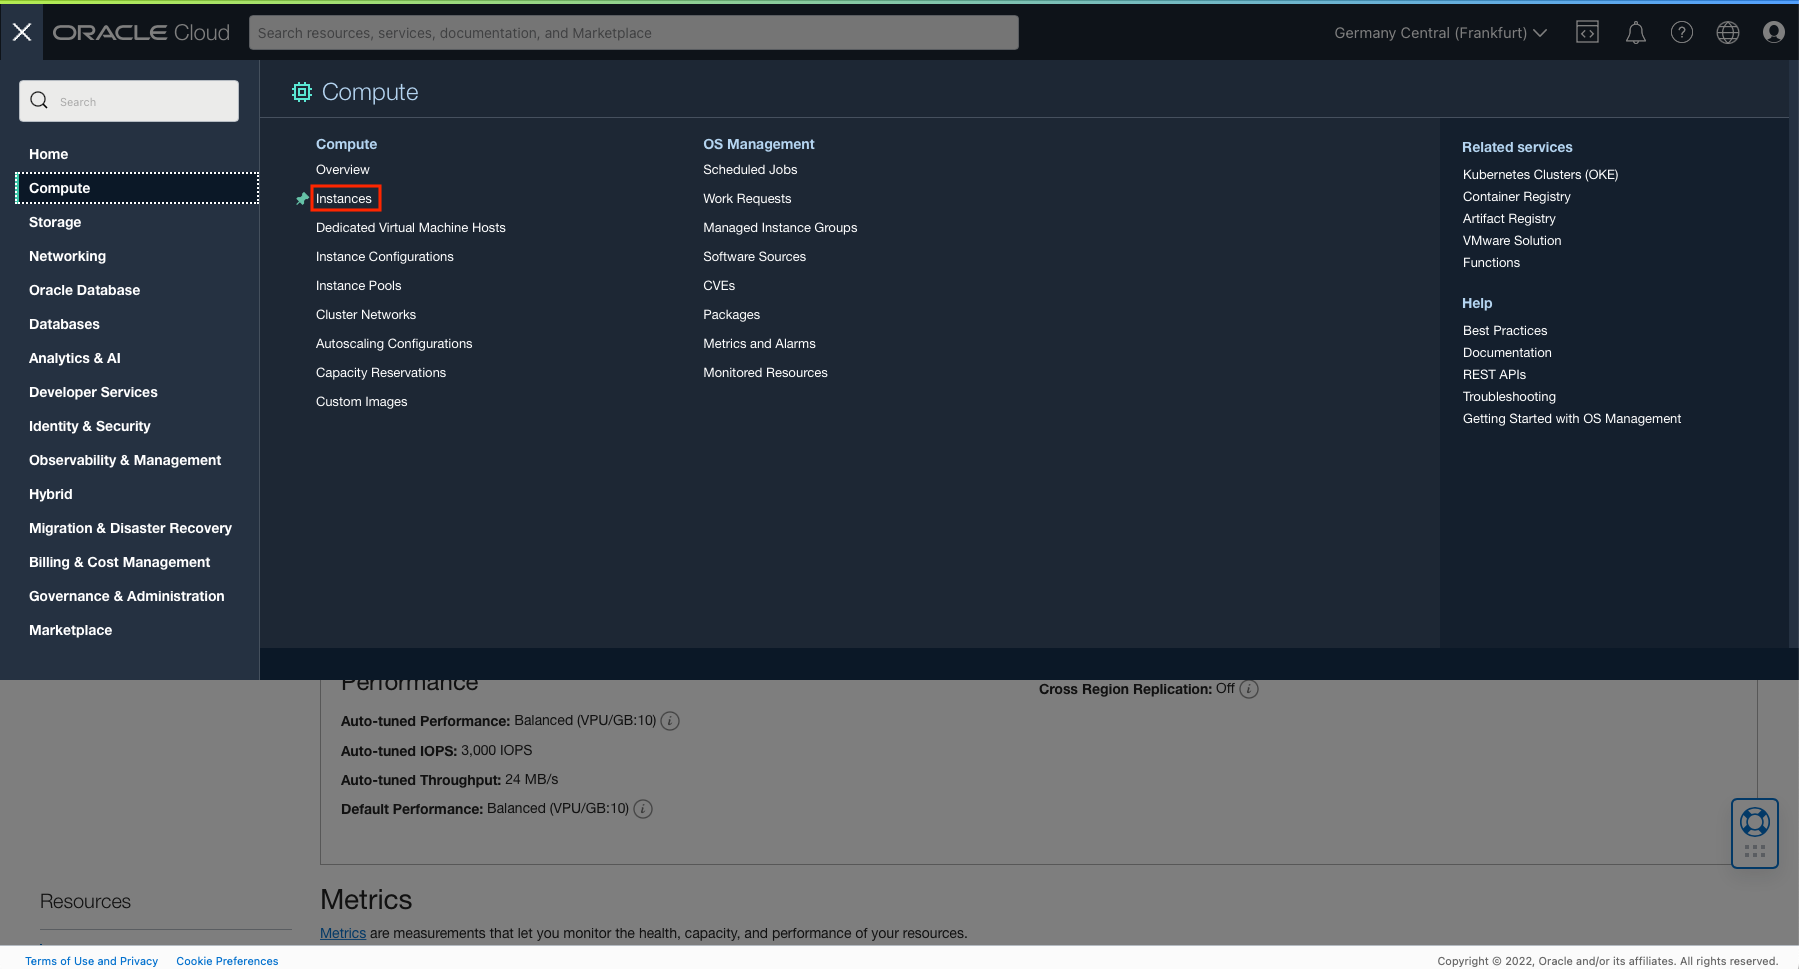 ORACLE Cloud
Search resources, services, documentation, and Marketplace
Germany Central (Frankfurt)
Search
Home
Compute
Storage
Networking
Oracle Database
Databases
Analytics & AI
Developer Services
Identity & Security
Observability & Management
Hybrid
Migration & Disaster Recovery
Billing & Cost Management
Governance & Administration
Marketplace
Compute
Compute
Overview
Instances
Dedicated Virtual Machine Hosts
Instance Configurations
Instance Pools
Cluster Networks
Autoscaling Configurations
Capacity Reservations
Custom Images
OS Management
Scheduled Jobs
Work Requests
Managed Instance Groups
Software Sources
CVEs
Packages
Metrics and Alarms
Monitored Resources
Related services
Kubernetes Clusters (OKE)
Container Registry
Artifact Registry
VMware Solution
Functions
Help
Best Practices
Documentation
REST APIs
Troubleshooting
Getting Started with OS Management
Performance
Auto-tuned Performance: Balanced (VPU/GB:10)
Auto-tuned IOPS: 3,000 IOPS
Auto-tuned Throughput: 24 MB/s
Default Performance: Balanced (VPU/GB:10)
Cross Region Replication: Off
Resources
Metrics
Metrics are measurements that let you monitor the health, capacity, and performance of your resources.
Terms of Use and Privacy
Cookie Preferences
Copyright © 2022, Oracle and/or its affiliates. All rights reserved.